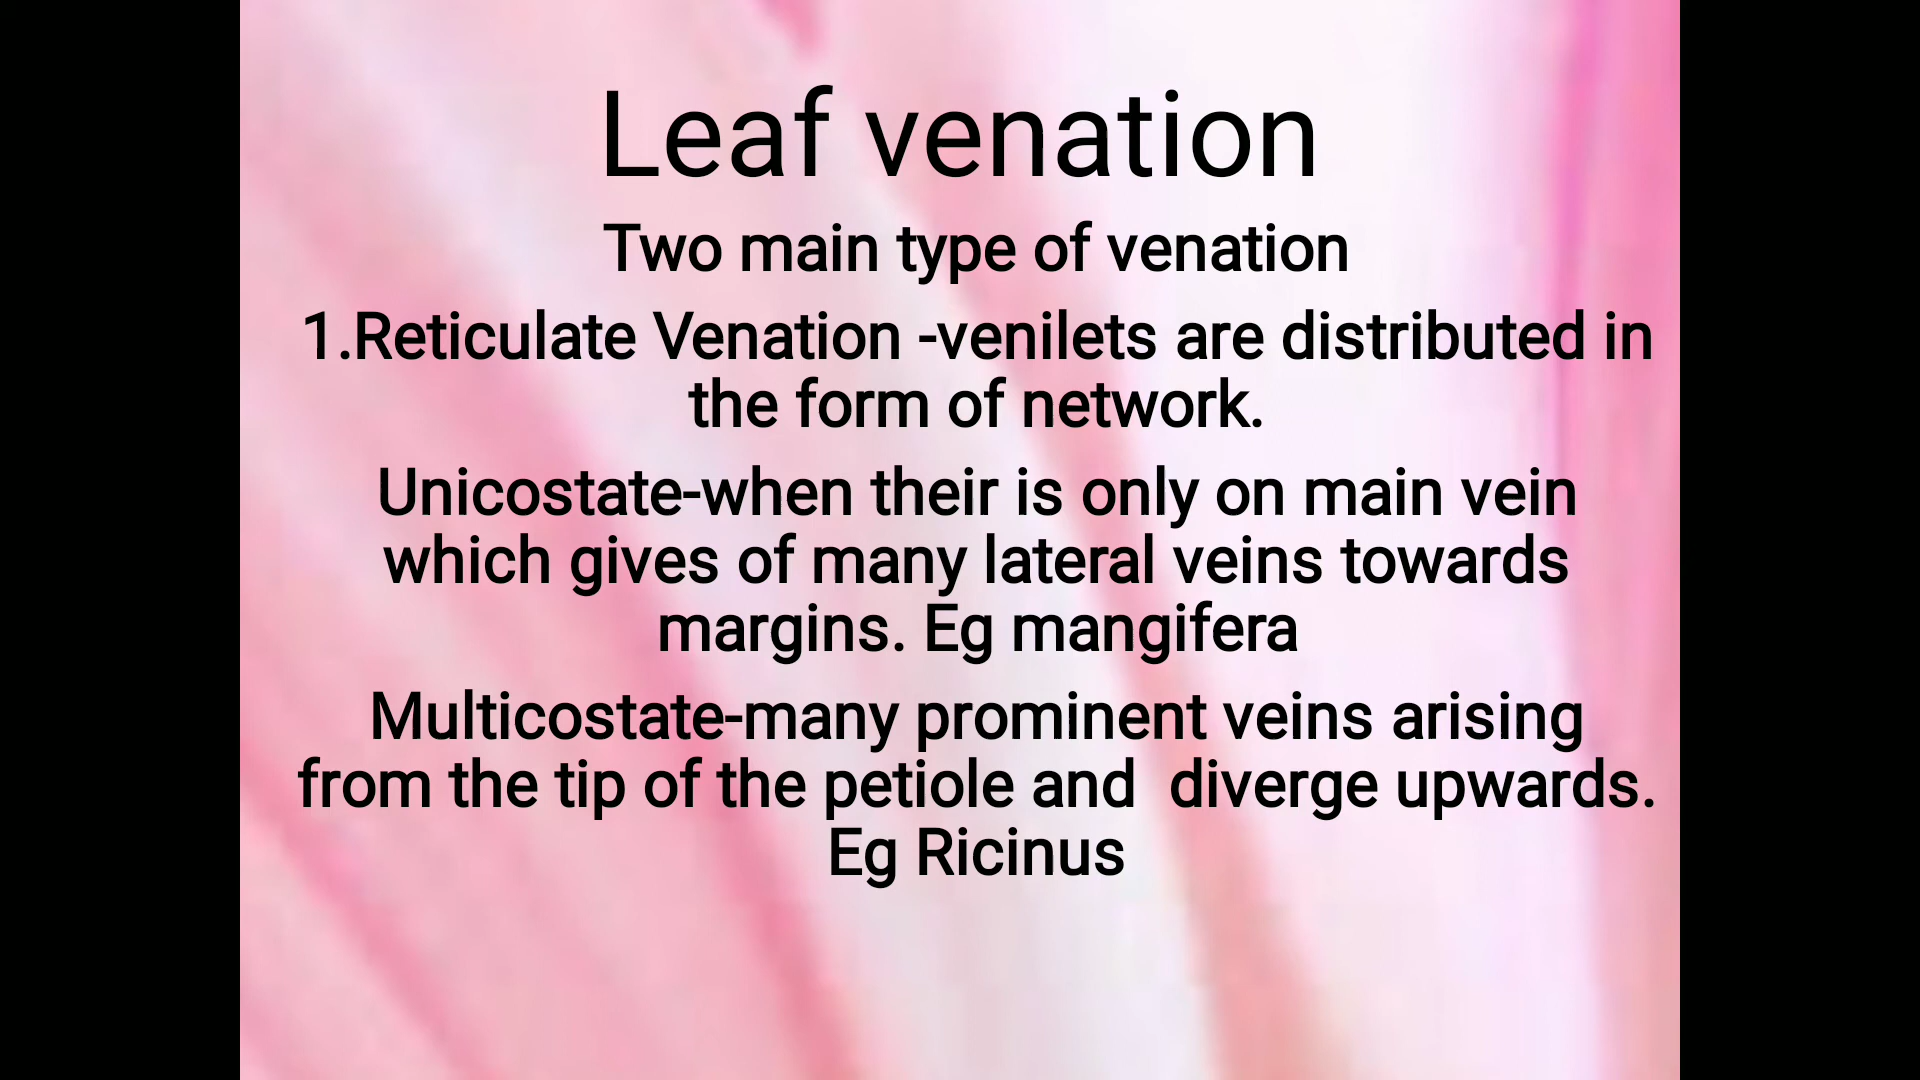 Leaf venation
Two main type of venation
1.Reticulate Venation -venilets are distributed in
the form of network.
Unicostate-when their is only on main vein
which gives of many lateral veins towards
margins. Eg mangifera
Multicostate-many prominent veins arising
from the tip of the petiole and  diverge upwards.
Eg Ricinus